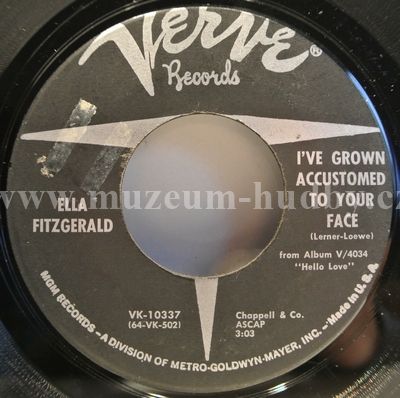 Verve®
Records
ELLA
FITZGERALD
I'VE GROWN
ACCUSTOMED
TO YOUR
FACE
(Lerner-Loewe)
from Album V/4034
"Hello Love"
VK-10337
(64-VK-502)
Chappell & Co.
ASCAP
3:03
MGM RECORDS - A DIVISION OF METRO-GOLDWYN-MAYER, INC. - Made in U.S.A.
www.muzeum-hudby.cz